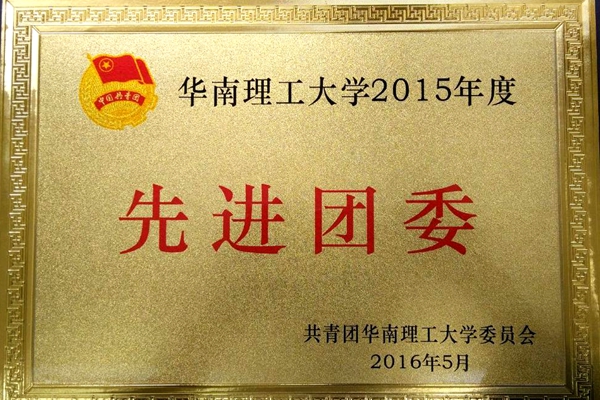 中国共青团
华南理工大学2015年度
先进团委
共青团华南理工大学委员会
2016年5月